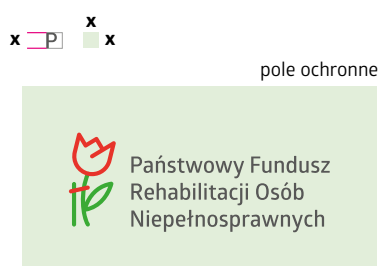 x
x P x
pole ochronne
Państwowy Fundusz
Rehabilitacji Osób
Niepełnosprawnych